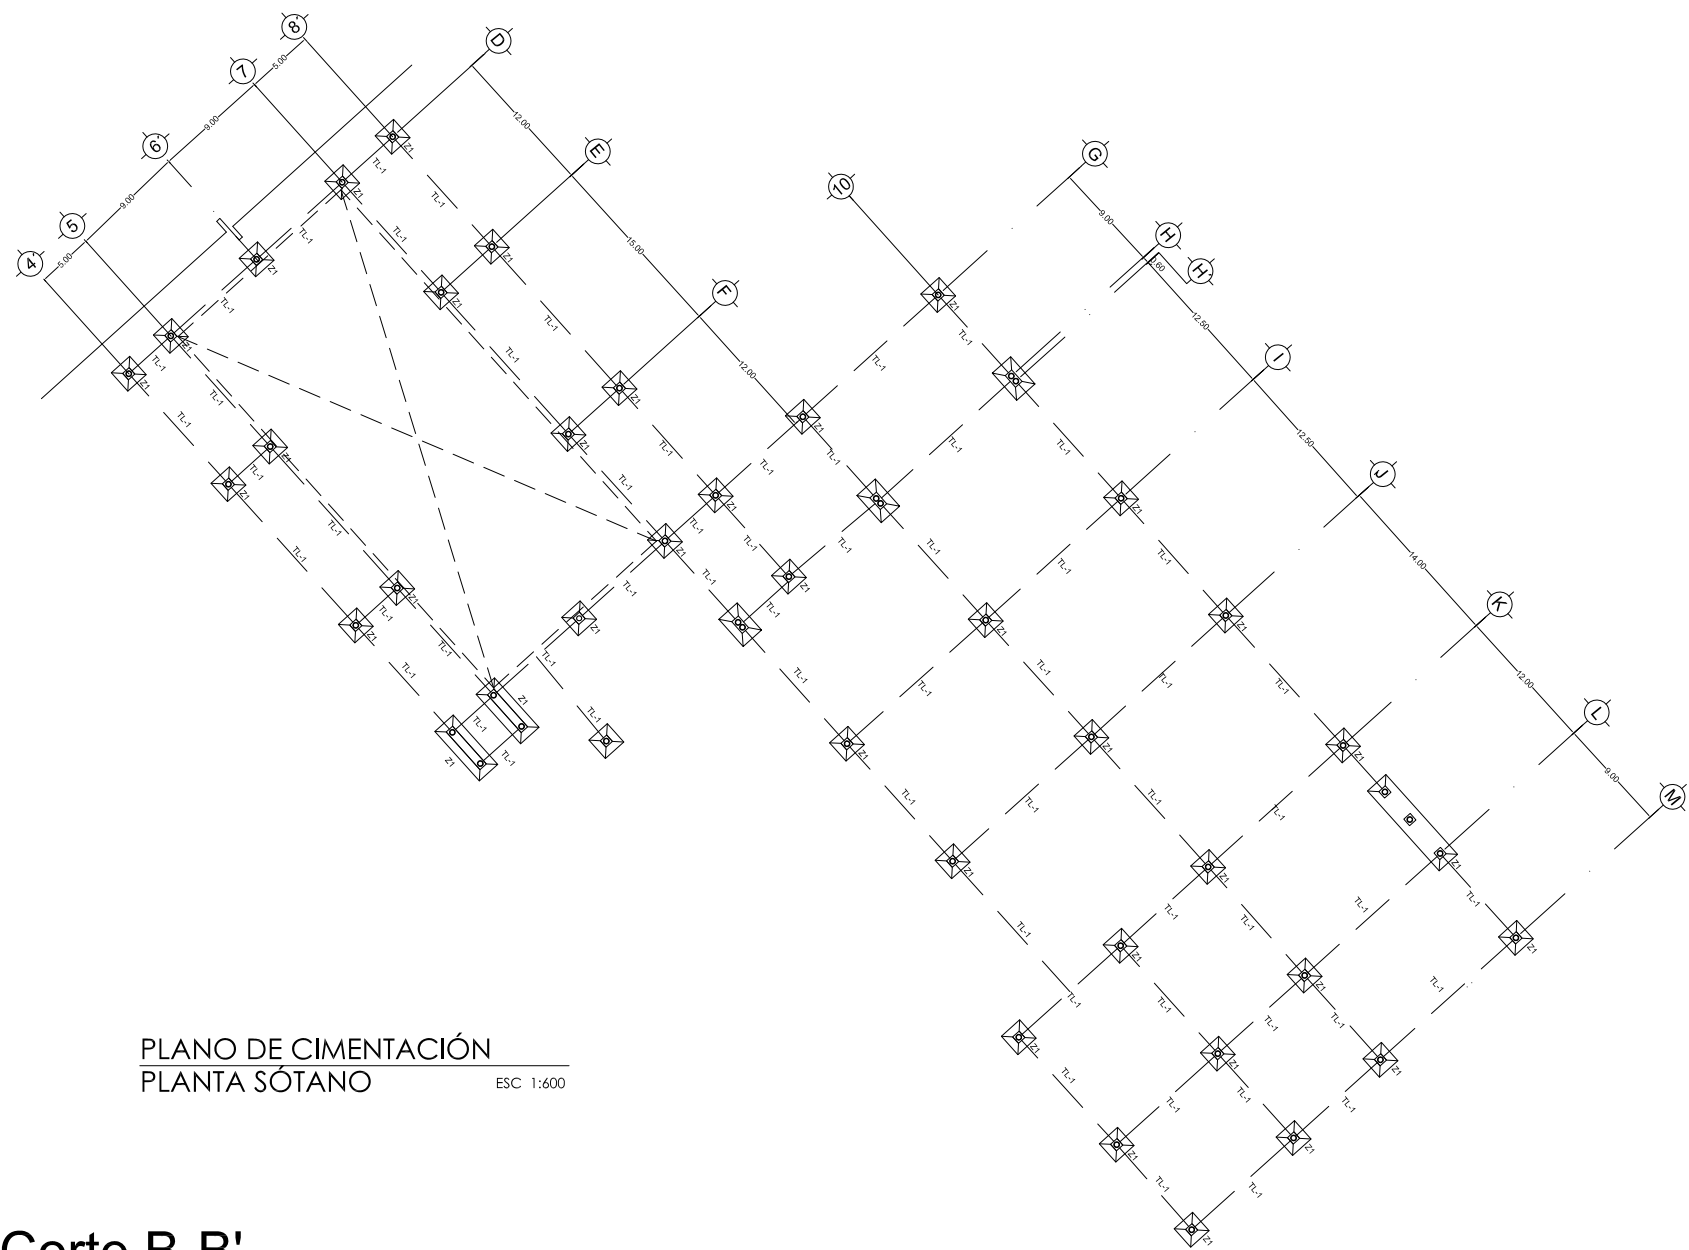 8'
7
6'
5
4'
D
E
F
10
G
H
H'
I
J
K
L
M
5.00
9.00
9.00
5.00
12.00
15.00
12.00
9.00
0.60
12.50
12.50
14.00
12.00
9.00
TL-1
Z1
PLANO DE CIMENTACIÓN
PLANTA SÓTANO
ESC 1:600
Corte B-B'